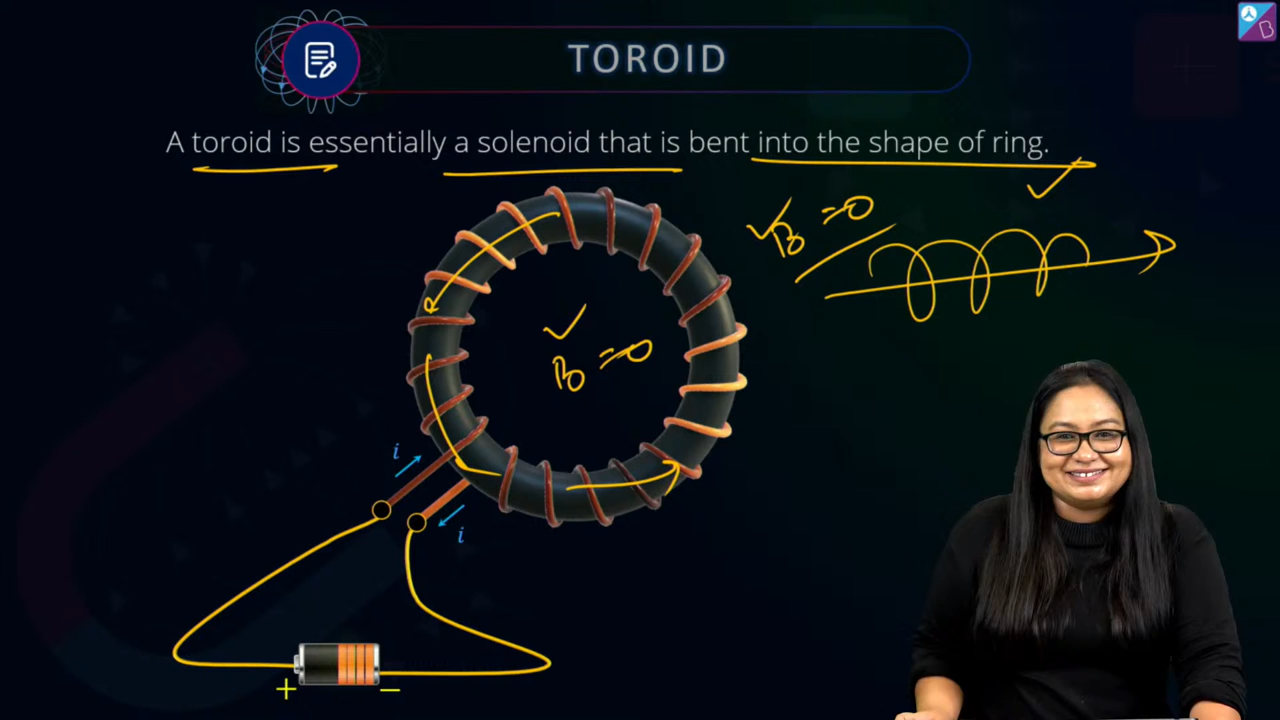 TOROID
A toroid is essentially a solenoid that is bent into the shape of ring.
B = 0
B = 0
i
i
+ −
B